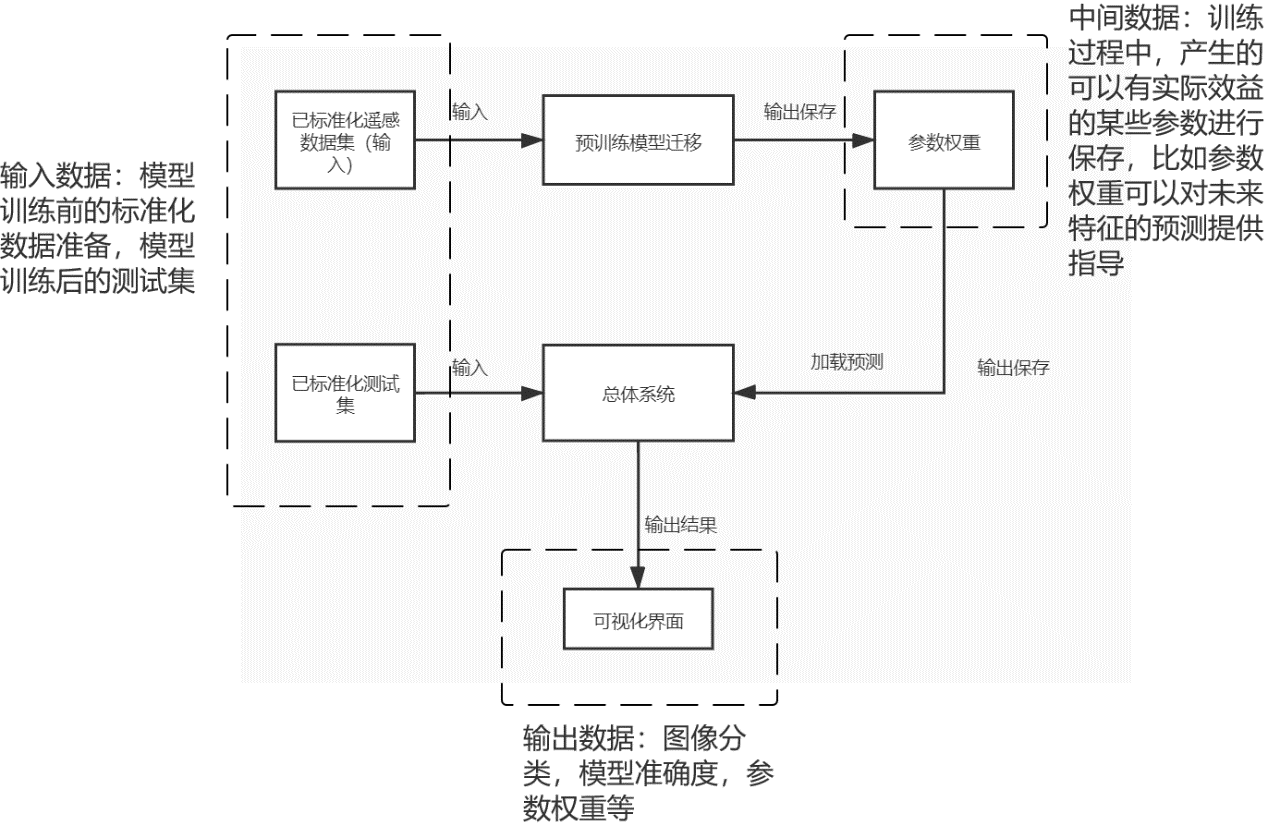 中间数据：训练
过程中，产生的
可以有实际效益
的某些参数进行
保存，比如参数
权重可以对未来
特征的预测提供
指导
输入
输出保存
已标准化遥感
数据集（输
入）
预训练模型迁移
参数权重
输入数据：模型
训练前的标准化
数据准备，模型
训练后的测试集
输入
加载预测
输出保存
已标准化测试
集
总体系统
输出结果
可视化界面
输出数据：图像分
类，模型准确度，参
数权重等